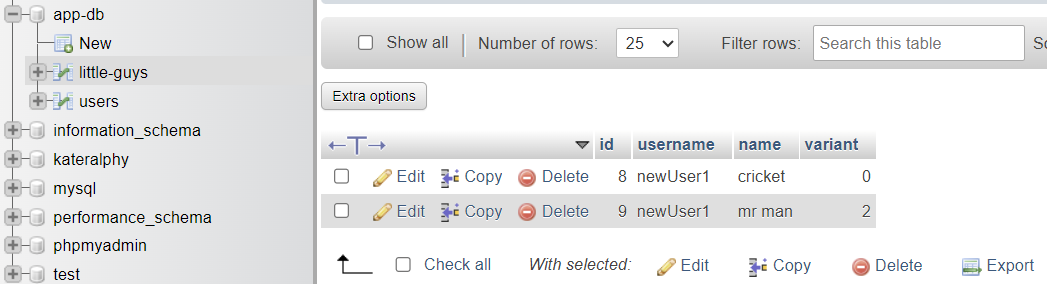 app-db
New
little-guys
users
information_schema
kateralphy
mysql
performance_schema
phpmyadmin
test
Show all Number of rows: 25 Filter rows: Search this table
Extra options
id username name variant
Edit Copy Delete 8 newUser1 cricket 0
Edit Copy Delete 9 newUser1 mr man 2
Check all With selected: Edit Copy Delete Export